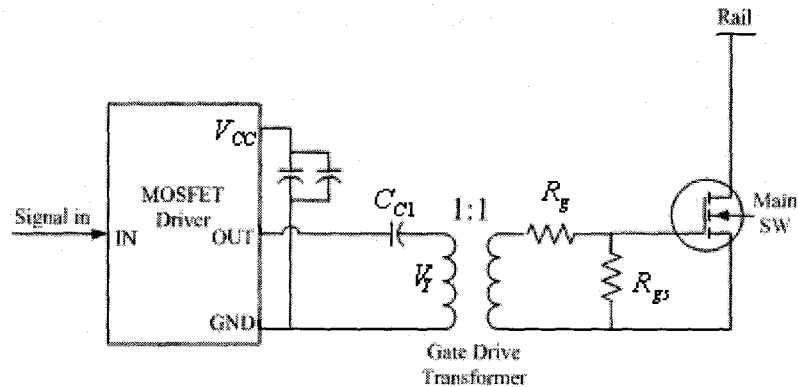 Rail
V_CC
MOSFET
Driver
Signal in
IN
OUT
GND
C_C1
V_T
1:1
R_g
R_gs
Main
SW
Gate Drive
Transformer